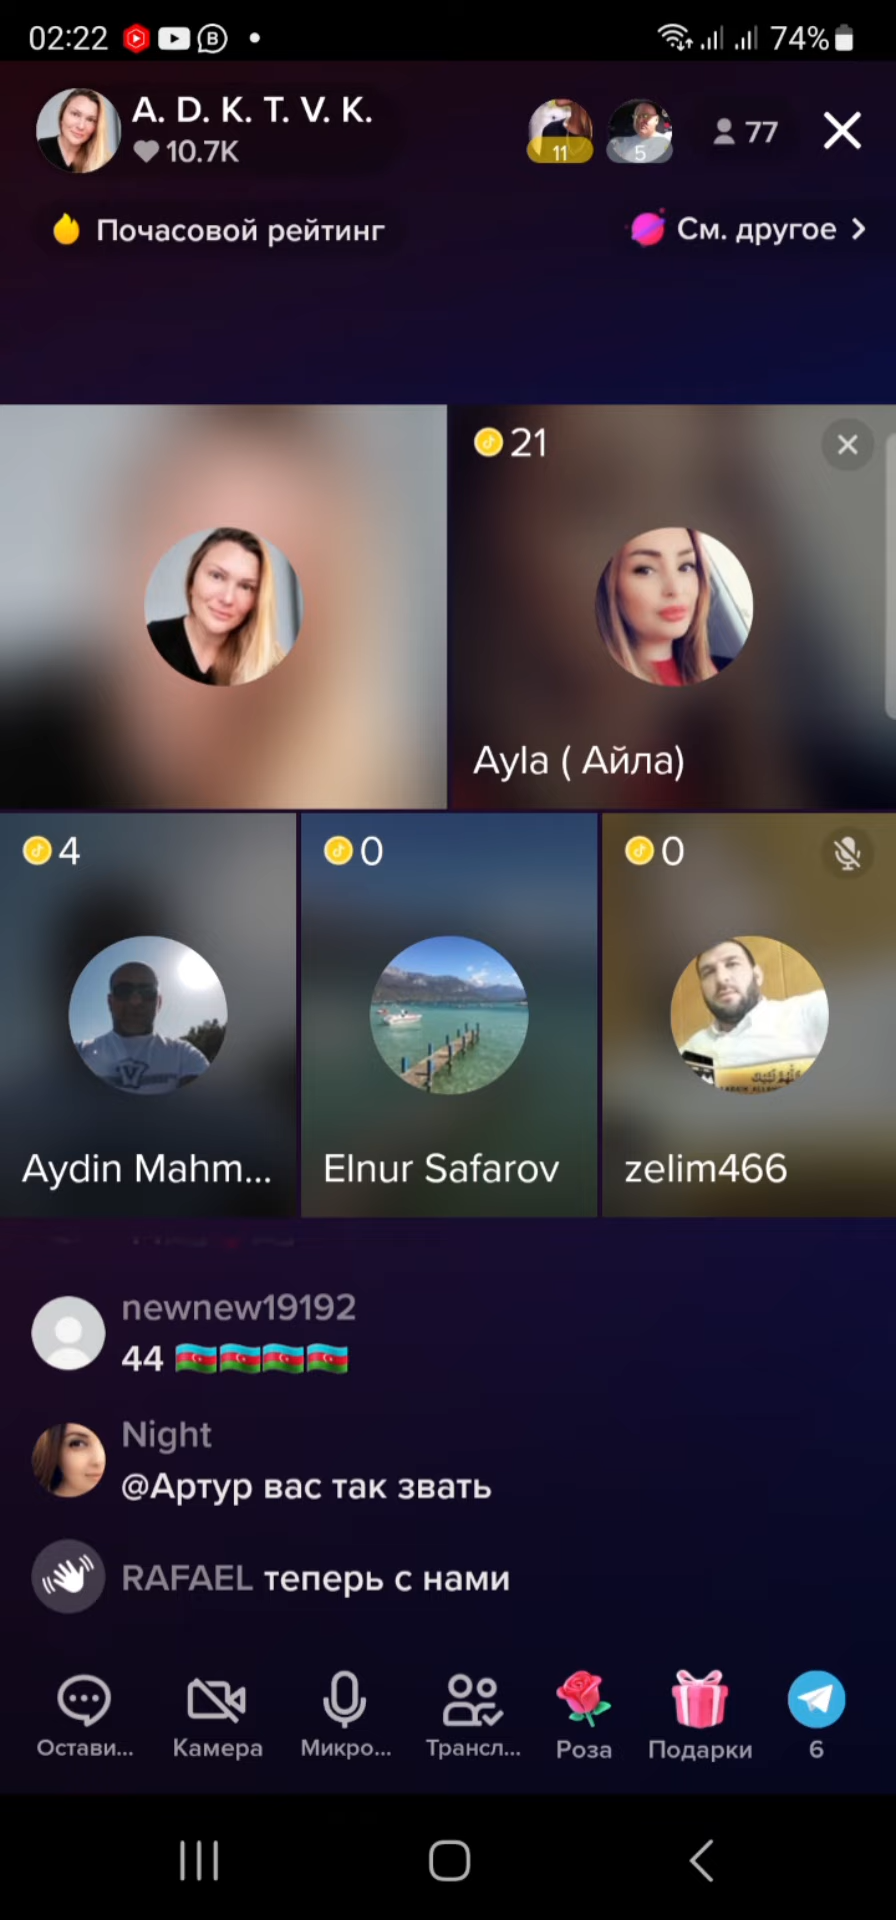 02:22
74%
A. D. K. T. V. K.
10.7K
11
5
77
Почасовой рейтинг
См. другое
21
Ayla ( Айла)
4
0
0
Aydin Mahm...
Elnur Safarov
zelim466
newnew19192
44 🇦🇿🇦🇿🇦🇿🇦🇿
Night
@Артур вас так звать
RAFAEL теперь с нами
Остави...
Камера
Микро...
Трансл...
Роза
Подарки
6